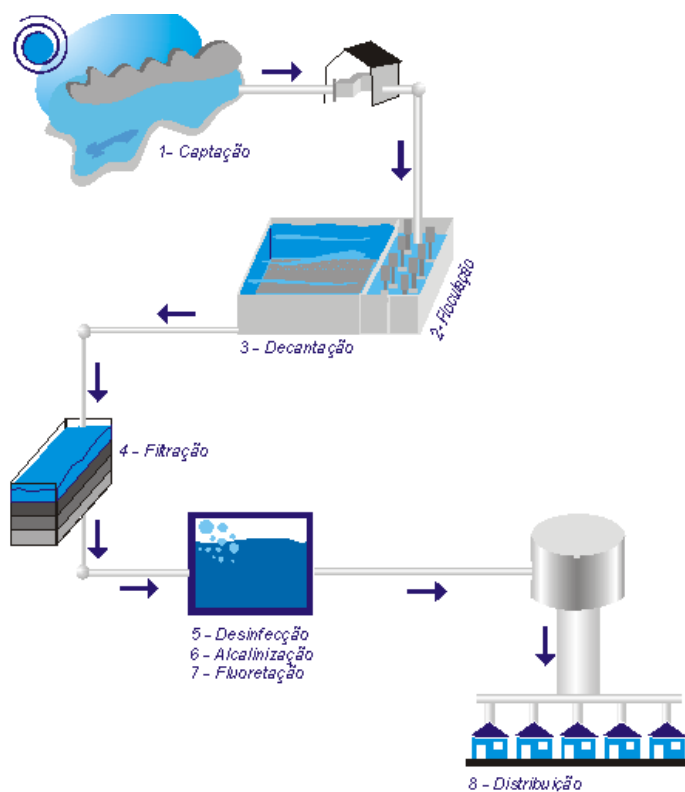 1- Captação
2-Floculação
3 - Decantação
4 - Filtração
5 - Desinfecção
6 - Alcalinização
7 - Fluoretação
8 - Distribuição